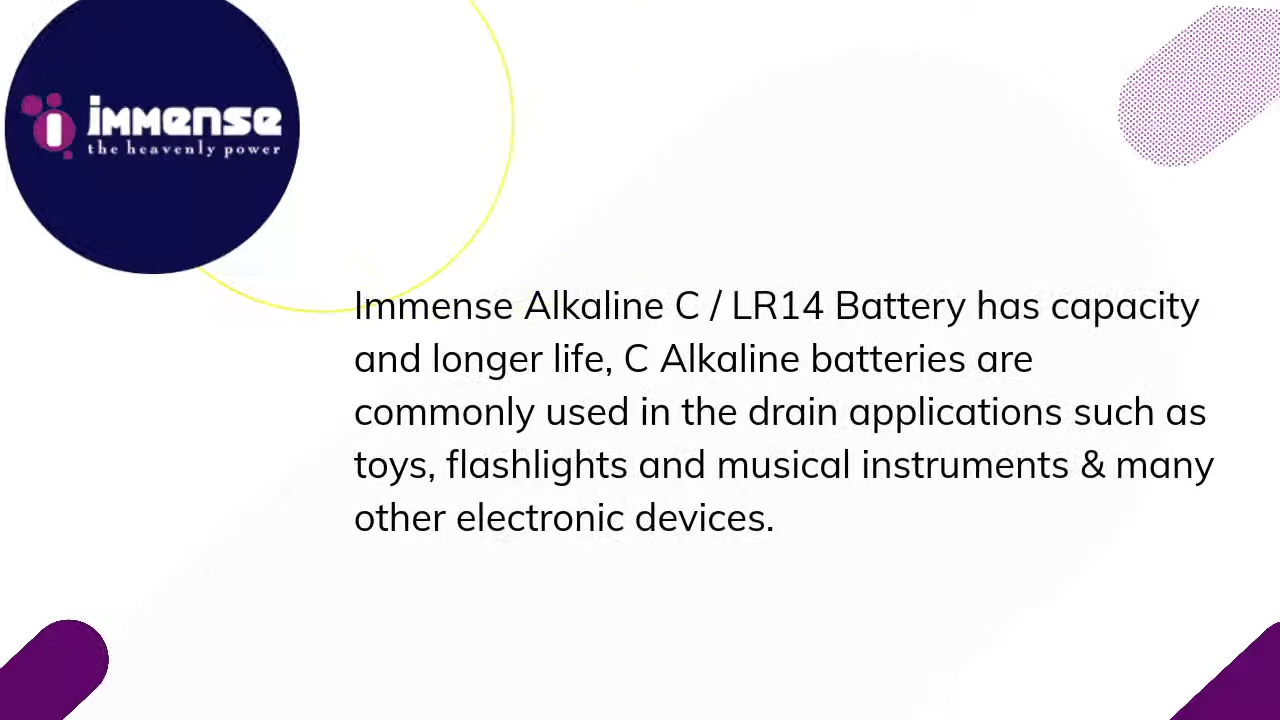 immense
the heavenly power
Immense Alkaline C / LR14 Battery has capacity
and longer life, C Alkaline batteries are
commonly used in the drain applications such as
toys, flashlights and musical instruments & many
other electronic devices.